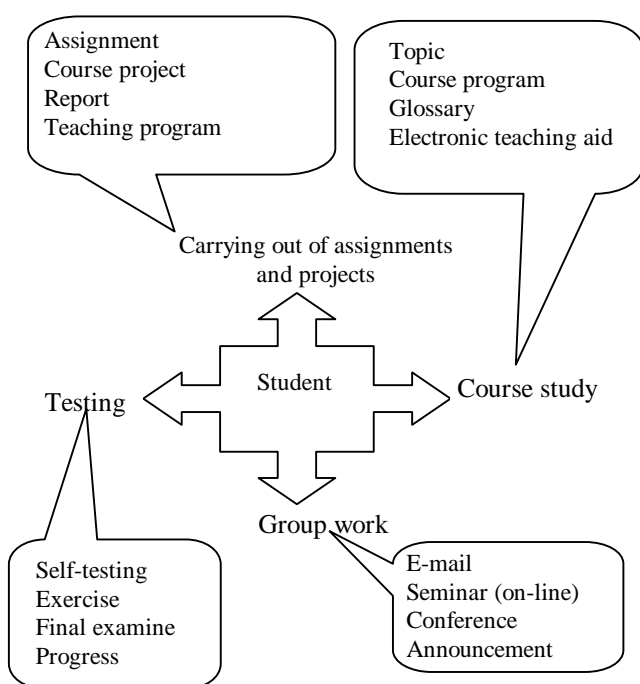 Assignment
Course project
Report
Teaching program
Topic
Course program
Glossary
Electronic teaching aid
Carrying out of assignments
and projects
Student
Testing
Course study
Group work
Self-testing
Exercise
Final examine
Progress
E-mail
Seminar (on-line)
Conference
Announcement